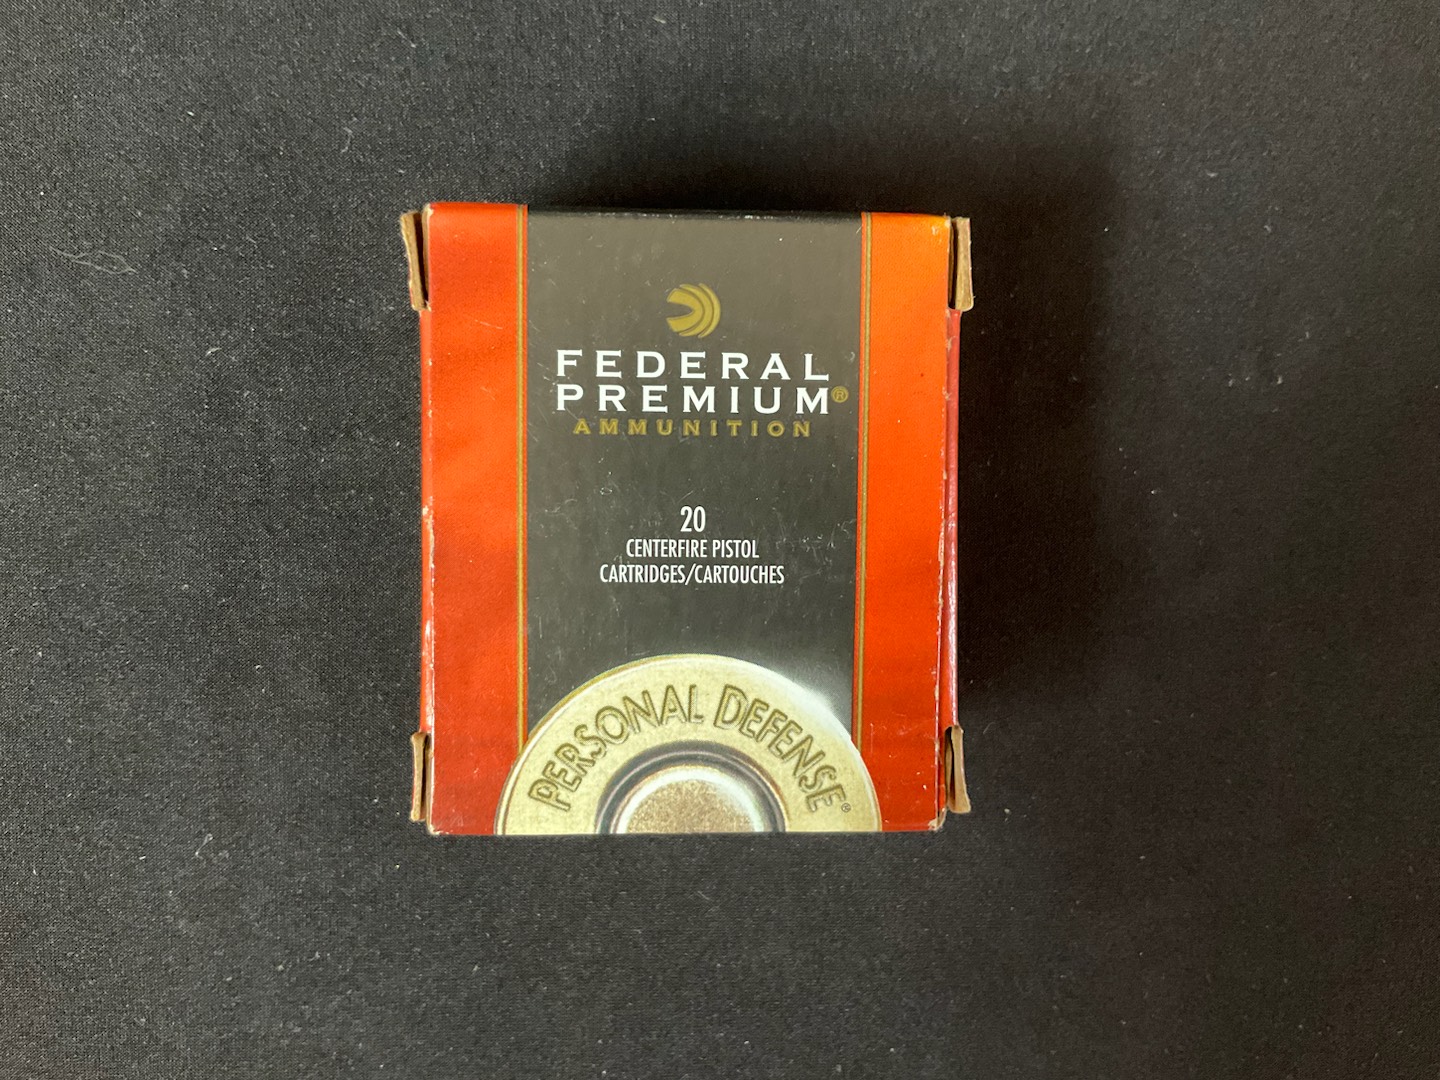 FEDERAL
PREMIUM®
AMMUNITION
20
CENTERFIRE PISTOL
CARTRIDGES/CARTOUCHES
PERSONAL DEFENSE®